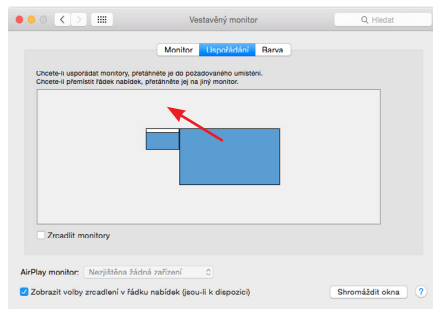 Vestavěný monitor
Hledat
Monitor Uspořádání Barva
Chcete-li uspořádat monitory, přetáhněte je do požadovaného umístění.
Chcete-li přemístit řádek nabídek, přetáhněte jej na jiný monitor.
Zrcadlit monitory
AirPlay monitor: Nezjištěna žádná zařízení
Zobrazit volby zrcadlení v řádku nabídek (jsou-li k dispozici)
Shromáždit okna ?